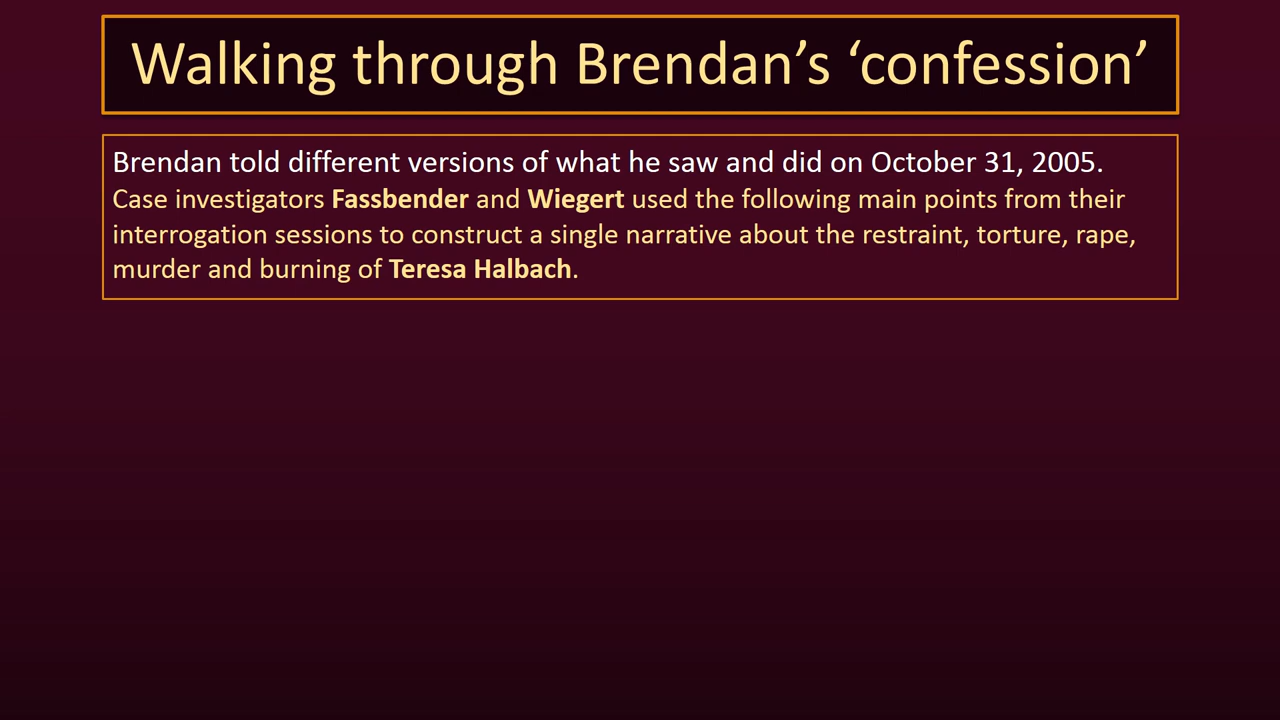 Walking through Brendan’s ‘confession’
Brendan told different versions of what he saw and did on October 31, 2005.
Case investigators Fassbender and Wiegert used the following main points from their
interrogation sessions to construct a single narrative about the restraint, torture, rape,
murder and burning of Teresa Halbach.